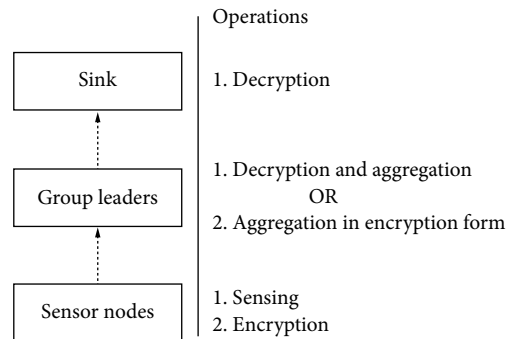 Operations
Sink
1. Decryption
Group leaders
1. Decryption and aggregation
OR
2. Aggregation in encryption form
Sensor nodes
1. Sensing
2. Encryption